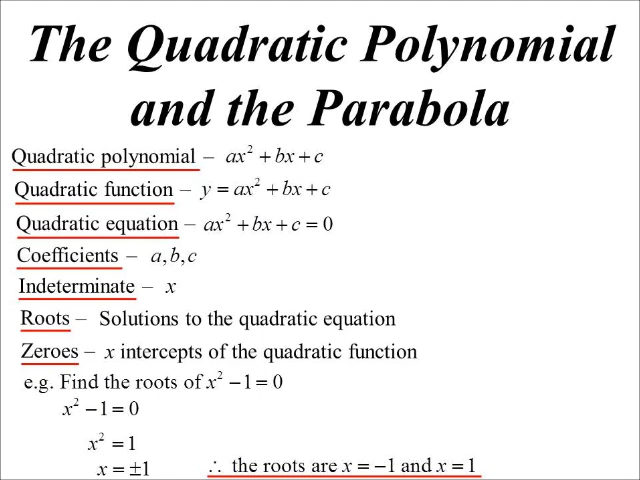 The Quadratic Polynomial
and the Parabola
Quadratic polynomial – ax² + bx + c
Quadratic function – y = ax² + bx + c
Quadratic equation – ax² + bx + c = 0
Coefficients – a, b, c
Indeterminate – x
Roots – Solutions to the quadratic equation
Zeroes – x intercepts of the quadratic function
e.g. Find the roots of x² − 1 = 0
x² − 1 = 0
x² = 1
x = ±1 ∴ the roots are x = −1 and x = 1